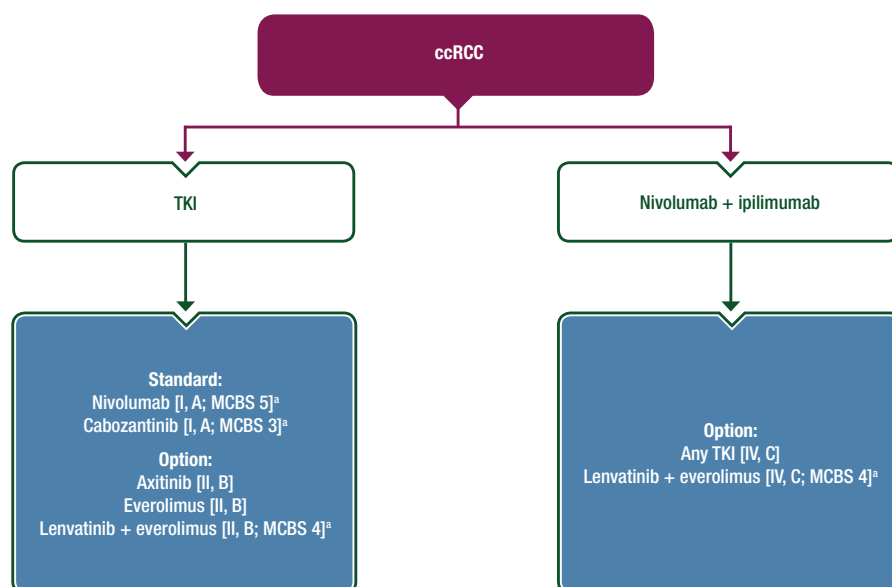 ccRCC
TKI
Nivolumab + ipilimumab
Standard:
Nivolumab [I, A; MCBS 5]ᵃ
Cabozantinib [I, A; MCBS 3]ᵃ
Option:
Axitinib [II, B]
Everolimus [II, B]
Lenvatinib + everolimus [II, B; MCBS 4]ᵃ
Option:
Any TKI [IV, C]
Lenvatinib + everolimus [IV, C; MCBS 4]ᵃ